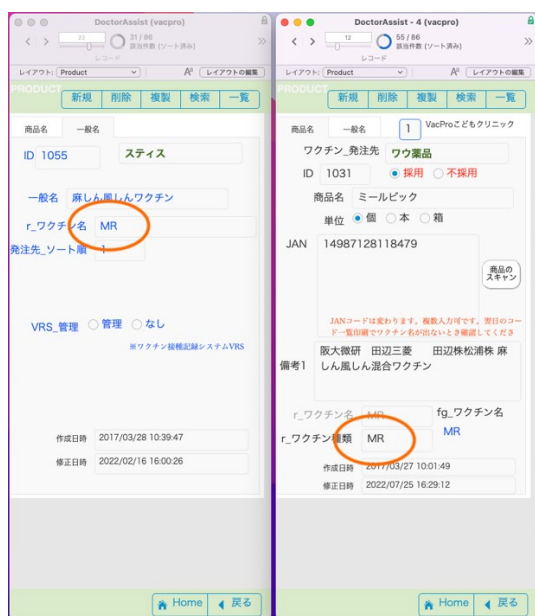 DoctorAssist (vacpro)
22
31 / 86
該当件数 (ソート済み)
レコード
レイアウト: Product
レイアウトの編集
PRODUCT
新規 削除 複製 検索 一覧
商品名 一般名
ID 1055 スティス
一般名 麻しん風しんワクチン
r_ワクチン名 MR
発注先_ソート順 1
VRS_管理 管理 なし
※ワクチン接種記録システムVRS
作成日時 2017/03/28 10:39:47
修正日時 2022/02/16 16:00:26
Home 戻る
DoctorAssist - 4 (vacpro)
12
55 / 86
該当件数 (ソート済み)
レコード
レイアウト: Product
レイアウトの編集
PRODUCT
新規 削除 複製 検索 一覧
商品名 一般名 1 VacProこどもクリニック
ワクチン_発注先 ワウ薬品
ID 1031 採用 不採用
商品名 ミールビック
単位 個 本 箱
JAN 14987128118479
商品の
スキャン
JANコードは変わります。複数入力可です。翌日のコー
ド一覧印刷でワクチン名が出ないとき確認してくださ
阪大微研 田辺三菱 田辺株松浦株 麻
備考1 しん風しん混合ワクチン
r_ワクチン名 MR fg_ワクチン名
MR
r_ワクチン種類 MR
作成日時 2017/03/27 10:01:49
修正日時 2022/07/25 16:29:12
Home 戻る